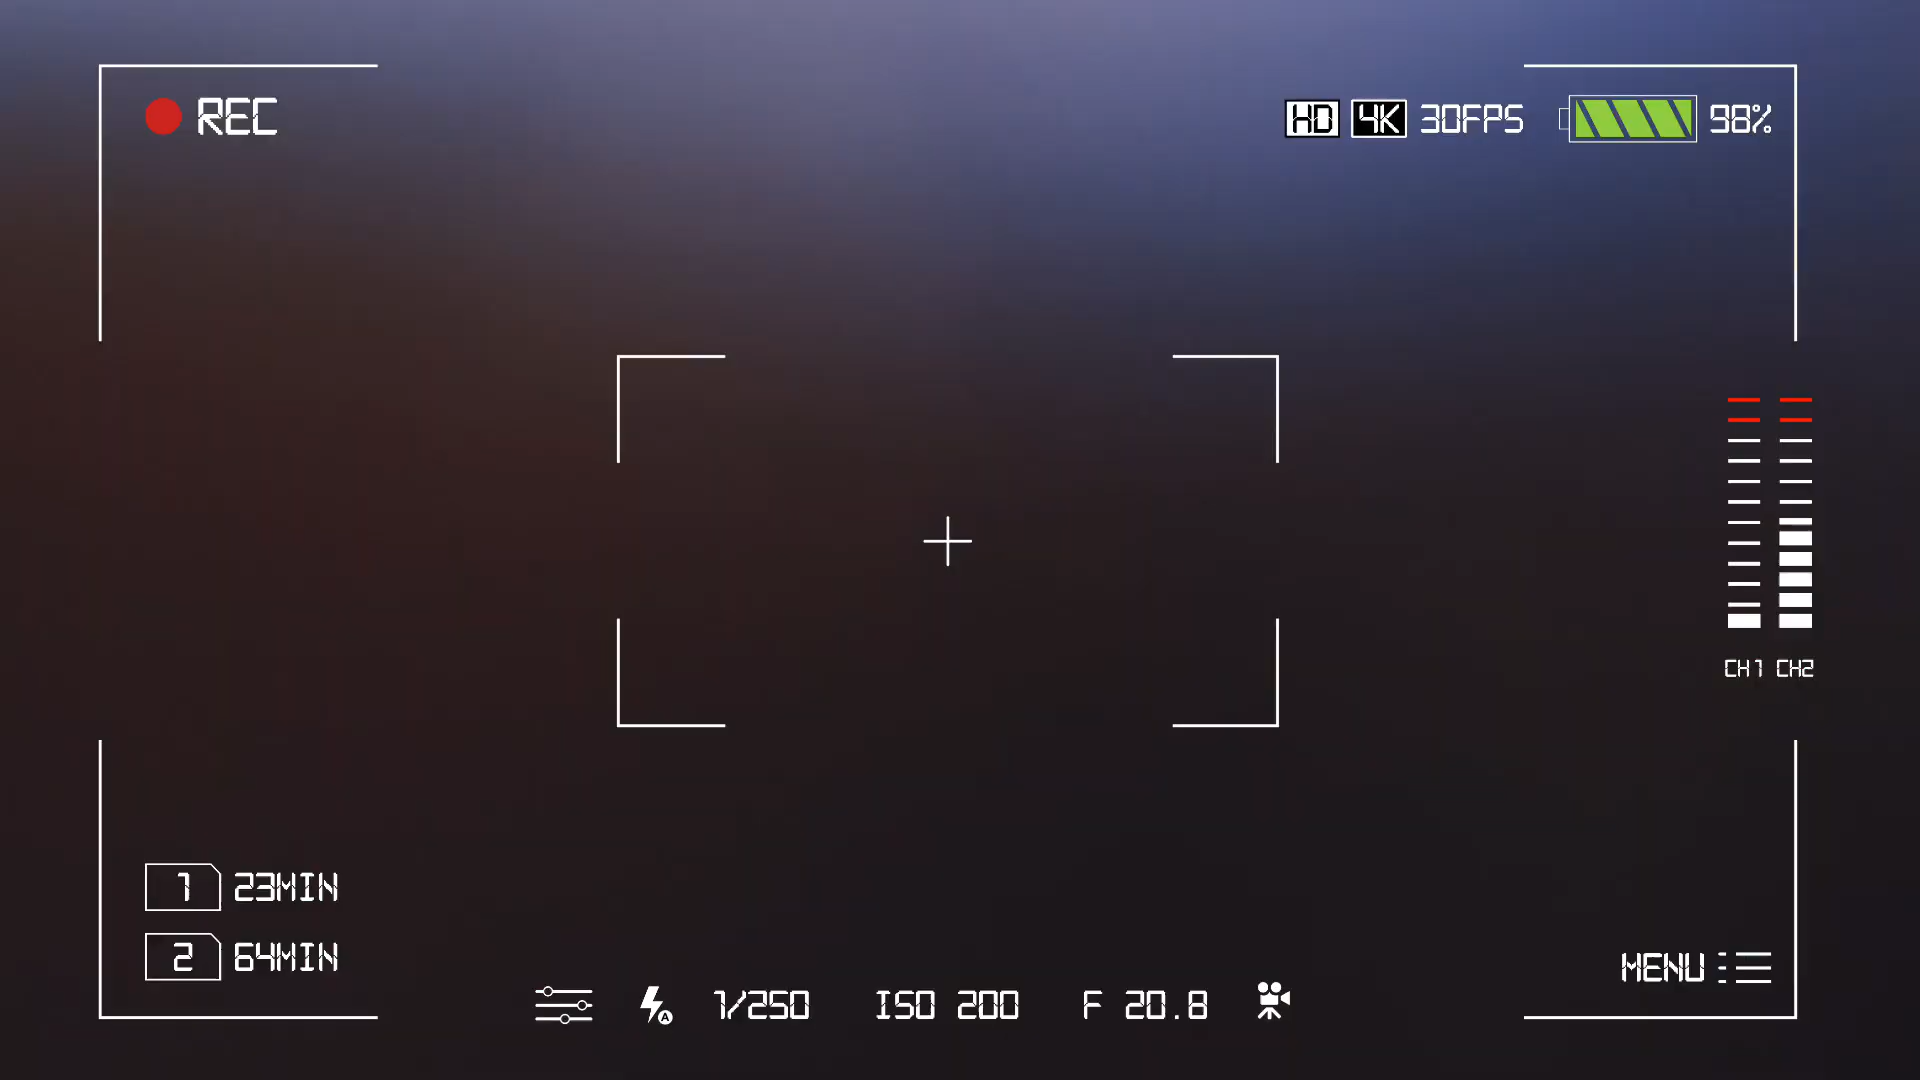 REC
HD 4K 30FPS 98%
CH1 CH2
1 23MIN
2 64MIN
MENU
A 1/250 ISO 200 F 20.8